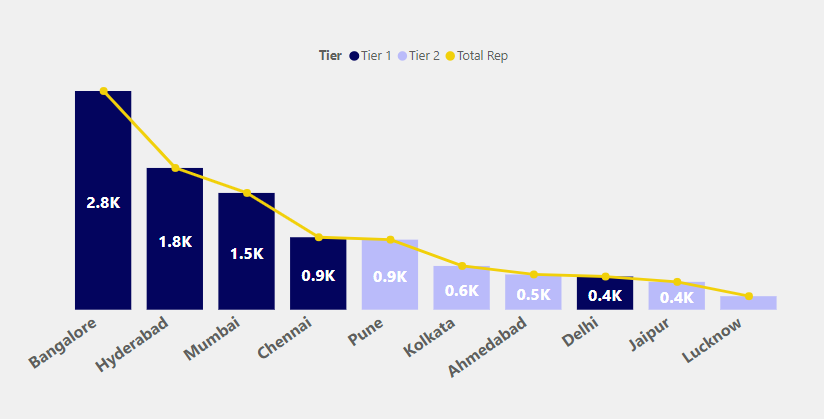 Tier Tier 1 Tier 2 Total Rep
2.8K
1.8K
1.5K
0.9K
0.9K
0.6K
0.5K
0.4K
0.4K
Bangalore
Hyderabad
Mumbai
Chennai
Pune
Kolkata
Ahmedabad
Delhi
Jaipur
Lucknow